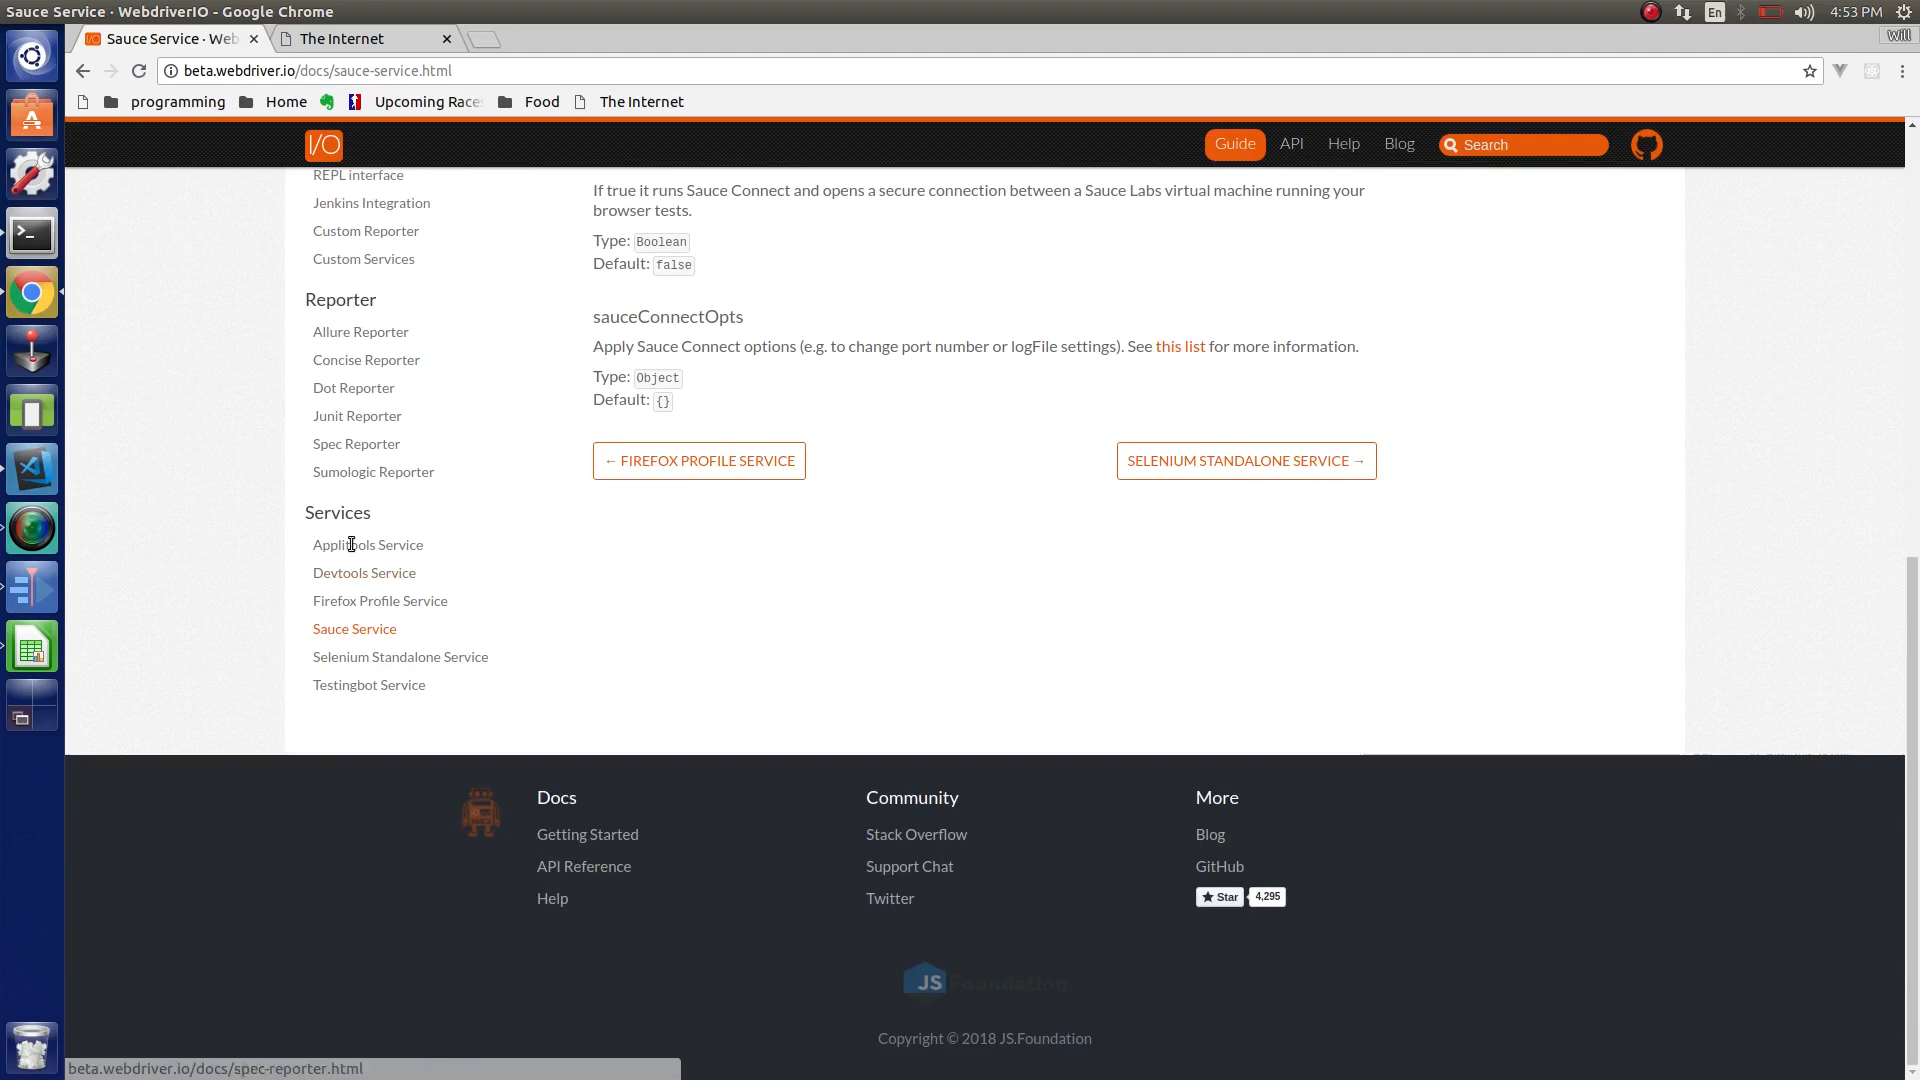 Sauce Service · WebdriverIO - Google Chrome
En
4:53 PM
Sauce Service · Web
The Internet
Will
beta.webdriver.io/docs/sauce-service.html
programming
Home
Upcoming Race
Food
The Internet
I/O
Guide
API
Help
Blog
Search
REPL interface
Jenkins Integration
Custom Reporter
Custom Services
Reporter
Allure Reporter
Concise Reporter
Dot Reporter
Junit Reporter
Spec Reporter
Sumologic Reporter
Services
Applitools Service
Devtools Service
Firefox Profile Service
Sauce Service
Selenium Standalone Service
Testingbot Service
If true it runs Sauce Connect and opens a secure connection between a Sauce Labs virtual machine running your
browser tests.
Type: Boolean
Default: false
sauceConnectOpts
Apply Sauce Connect options (e.g. to change port number or logFile settings). See this list for more information.
Type: Object
Default: {}
← FIREFOX PROFILE SERVICE
SELENIUM STANDALONE SERVICE →
Docs
Getting Started
API Reference
Help
Community
Stack Overflow
Support Chat
Twitter
More
Blog
GitHub
Star 4,295
JS Foundation
Copyright © 2018 JS.Foundation
beta.webdriver.io/docs/spec-reporter.html